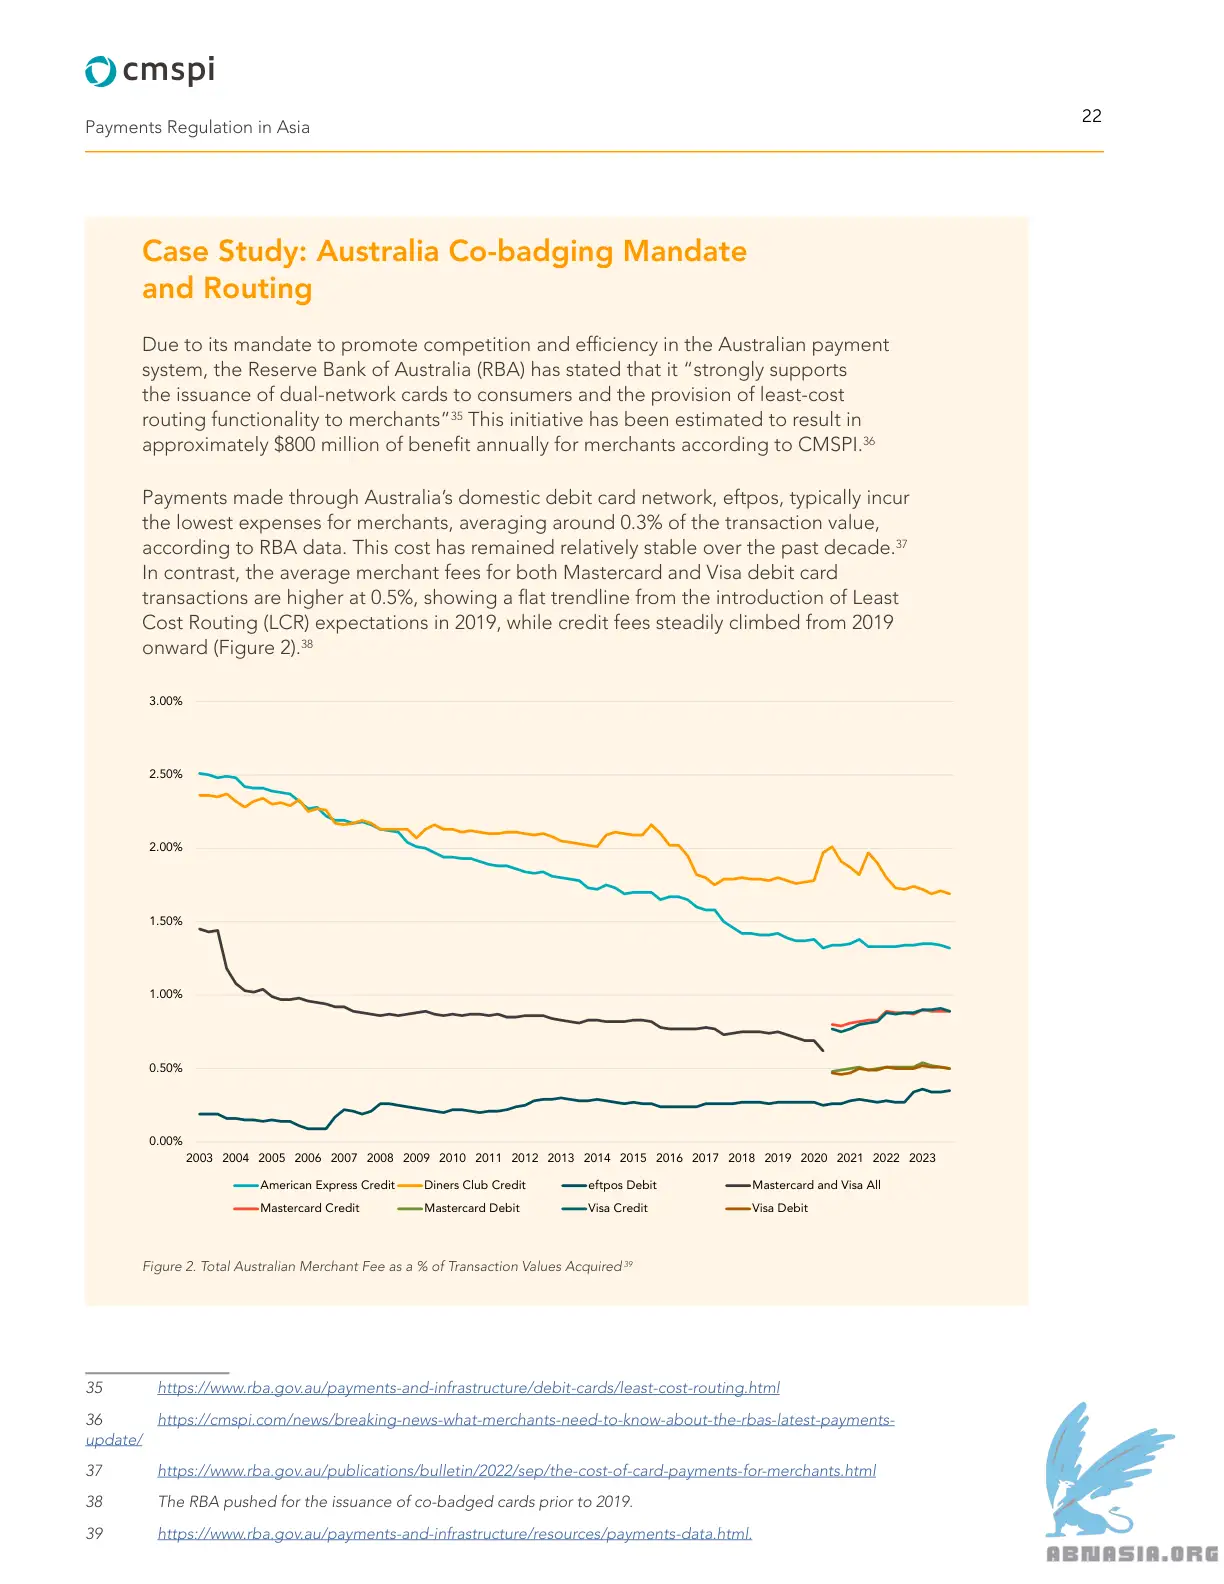 cmspi
Payments Regulation in Asia
22
Case Study: Australia Co-badging Mandate
and Routing
Due to its mandate to promote competition and efficiency in the Australian payment
system, the Reserve Bank of Australia (RBA) has stated that it “strongly supports
the issuance of dual-network cards to consumers and the provision of least-cost
routing functionality to merchants”35 This initiative has been estimated to result in
approximately $800 million of benefit annually for merchants according to CMSPI.36
Payments made through Australia’s domestic debit card network, eftpos, typically incur
the lowest expenses for merchants, averaging around 0.3% of the transaction value,
according to RBA data. This cost has remained relatively stable over the past decade.37
In contrast, the average merchant fees for both Mastercard and Visa debit card
transactions are higher at 0.5%, showing a flat trendline from the introduction of Least
Cost Routing (LCR) expectations in 2019, while credit fees steadily climbed from 2019
onward (Figure 2).38
3.00%
2.50%
2.00%
1.50%
1.00%
0.50%
0.00%
2003 2004 2005 2006 2007 2008 2009 2010 2011 2012 2013 2014 2015 2016 2017 2018 2019 2020 2021 2022 2023
American Express Credit Diners Club Credit eftpos Debit Mastercard and Visa All
Mastercard Credit Mastercard Debit Visa Credit Visa Debit
Figure 2. Total Australian Merchant Fee as a % of Transaction Values Acquired39
35 https://www.rba.gov.au/payments-and-infrastructure/debit-cards/least-cost-routing.html
36 https://cmspi.com/news/breaking-news-what-merchants-need-to-know-about-the-rbas-latest-payments-
update/
37 https://www.rba.gov.au/publications/bulletin/2022/sep/the-cost-of-card-payments-for-merchants.html
38 The RBA pushed for the issuance of co-badged cards prior to 2019.
39 https://www.rba.gov.au/payments-and-infrastructure/resources/payments-data.html.
ABNASIA.ORG